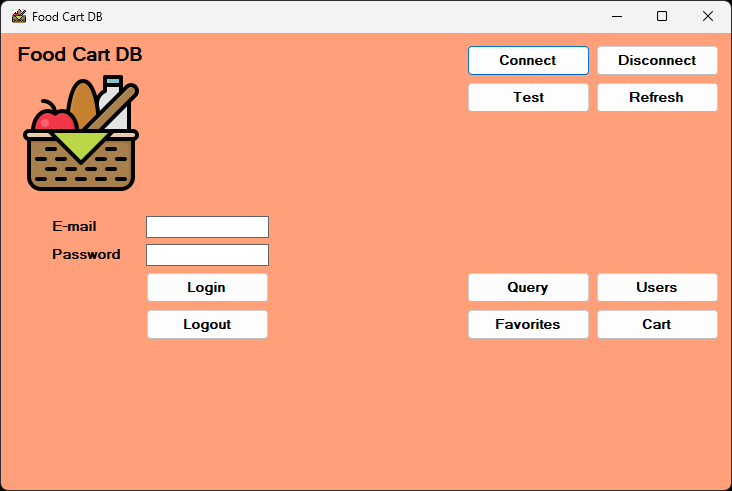 Food Cart DB
Food Cart DB
Connect Disconnect
Test Refresh
E-mail
Password
Login Query Users
Logout Favorites Cart